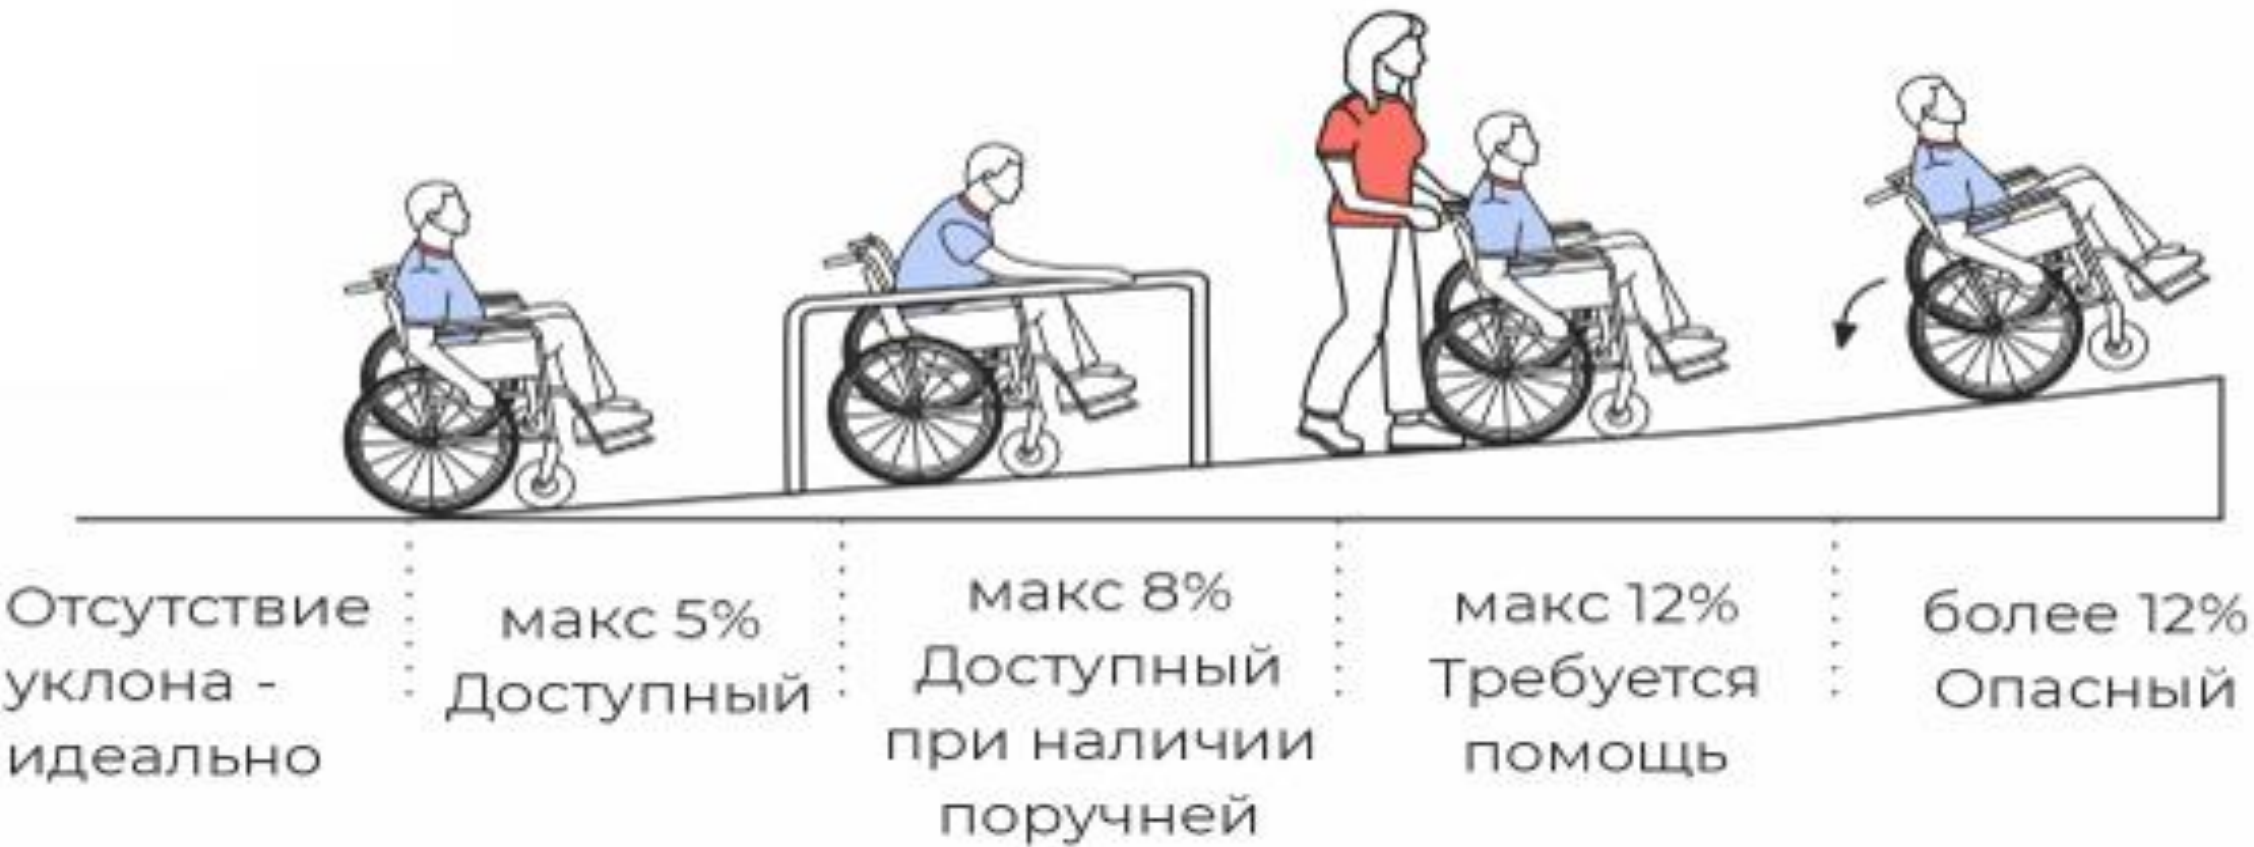 Отсутствие
уклона -
идеально
макс 5%
Доступный
макс 8%
Доступный
при наличии
поручней
макс 12%
Требуется
помощь
более 12%
Опасный